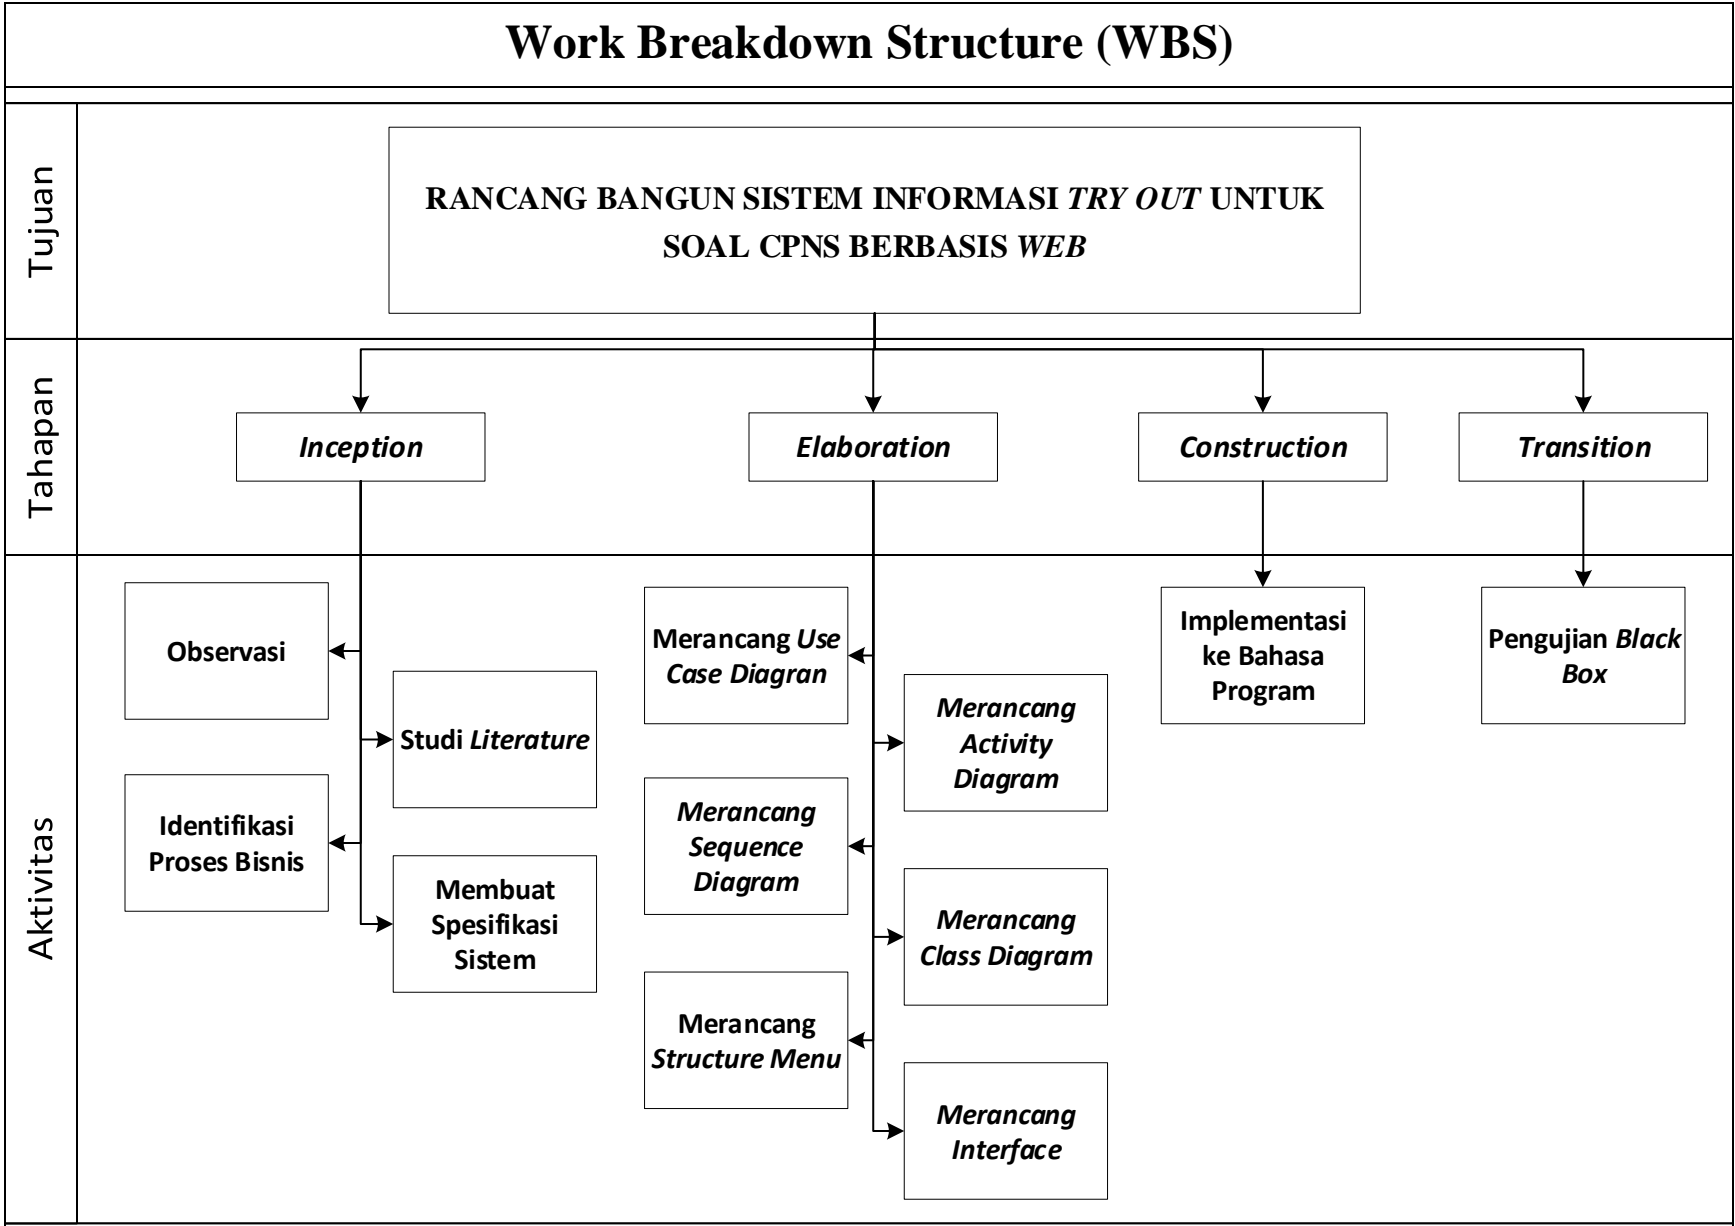 Work Breakdown Structure (WBS)
Tujuan
RANCANG BANGUN SISTEM INFORMASI TRY OUT UNTUK
SOAL CPNS BERBASIS WEB
Tahapan
Inception
Elaboration
Construction
Transition
Aktivitas
Observasi
Studi Literature
Identifikasi
Proses Bisnis
Membuat
Spesifikasi
Sistem
Merancang Use
Case Diagran
Merancang
Activity
Diagram
Merancang
Sequence
Diagram
Merancang
Class Diagram
Merancang
Structure Menu
Merancang
Interface
Implementasi
ke Bahasa
Program
Pengujian Black
Box